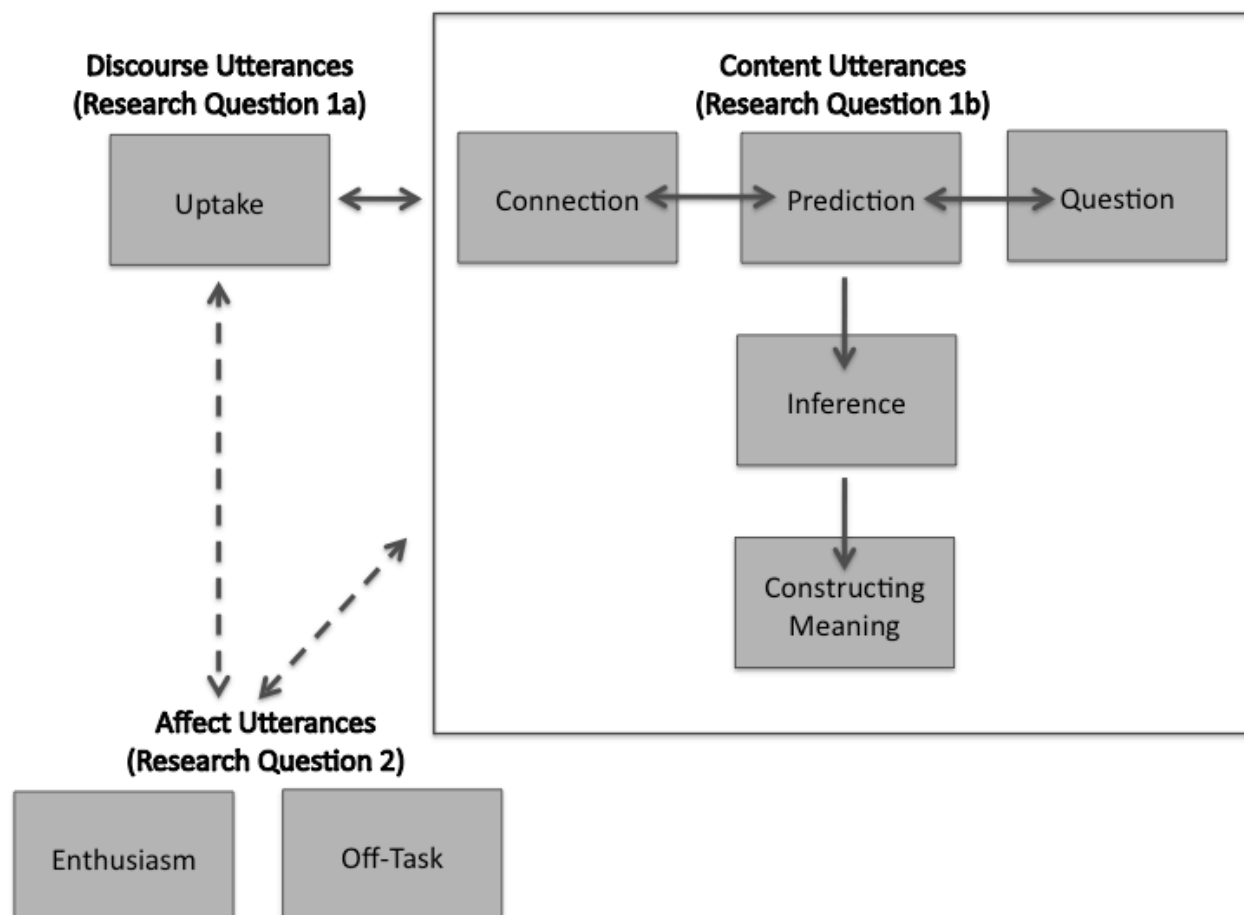 Discourse Utterances
(Research Question 1a)
Uptake
Content Utterances
(Research Question 1b)
Connection
Prediction
Question
Inference
Constructing
Meaning
Affect Utterances
(Research Question 2)
Enthusiasm
Off-Task